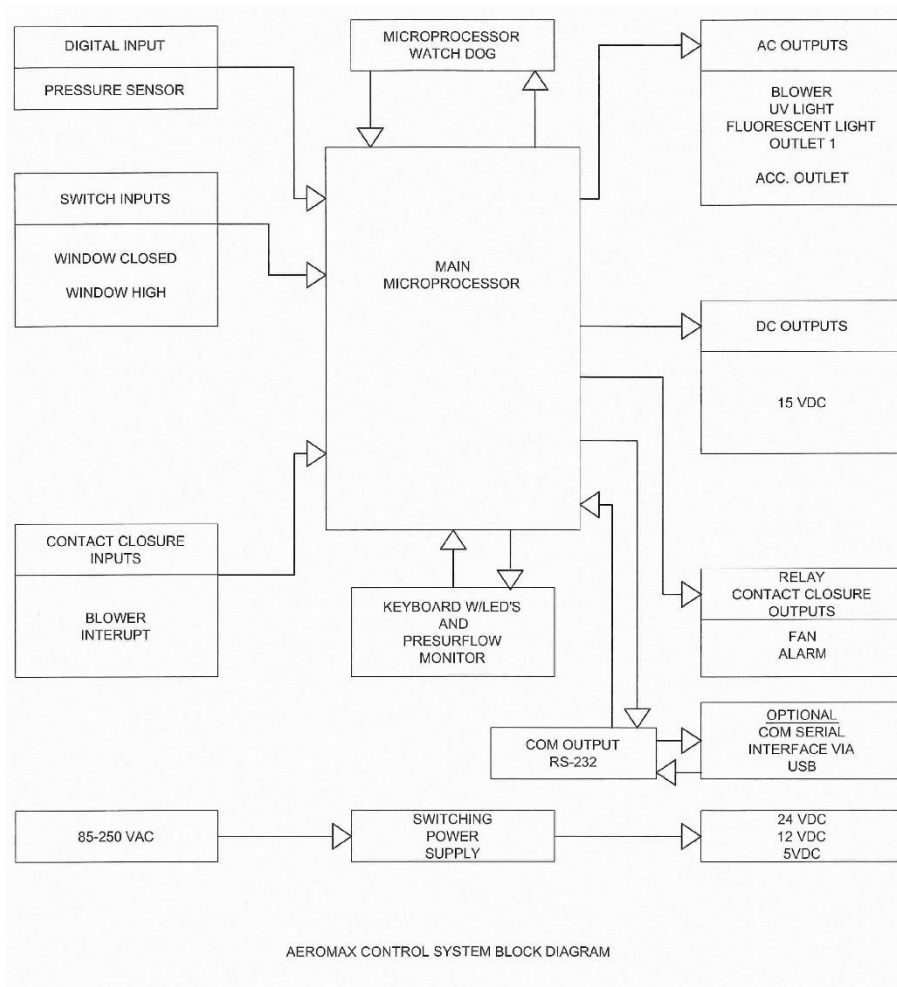 DIGITAL INPUT
PRESSURE SENSOR
MICROPROCESSOR
WATCH DOG
AC OUTPUTS
BLOWER
UV LIGHT
FLUORESCENT LIGHT
OUTLET 1
ACC. OUTLET
SWITCH INPUTS
WINDOW CLOSED
WINDOW HIGH
MAIN
MICROPROCESSOR
DC OUTPUTS
15 VDC
CONTACT CLOSURE
INPUTS
BLOWER
INTERUPT
KEYBOARD W/LED'S
AND
PRESURFLOW
MONITOR
RELAY
CONTACT CLOSURE
OUTPUTS
FAN
ALARM
COM OUTPUT
RS-232
OPTIONAL
COM SERIAL
INTERFACE VIA
USB
85-250 VAC
SWITCHING
POWER
SUPPLY
24 VDC
12 VDC
5VDC
AEROMAX CONTROL SYSTEM BLOCK DIAGRAM